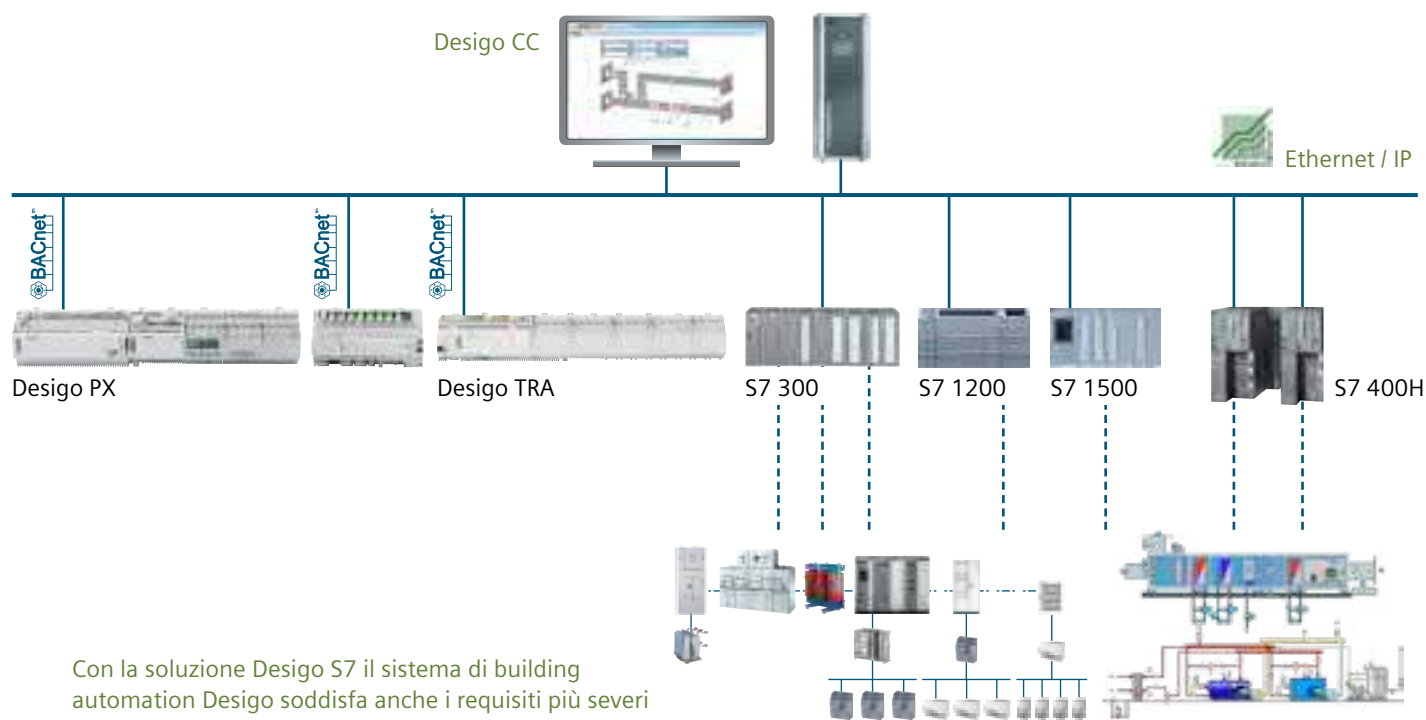 Desigo CC
Ethernet / IP
BACnet
BACnet
BACnet
Desigo PX
Desigo TRA
S7 300
S7 1200
S7 1500
S7 400H
Con la soluzione Desigo S7 il sistema di building
automation Desigo soddisfa anche i requisiti più severi